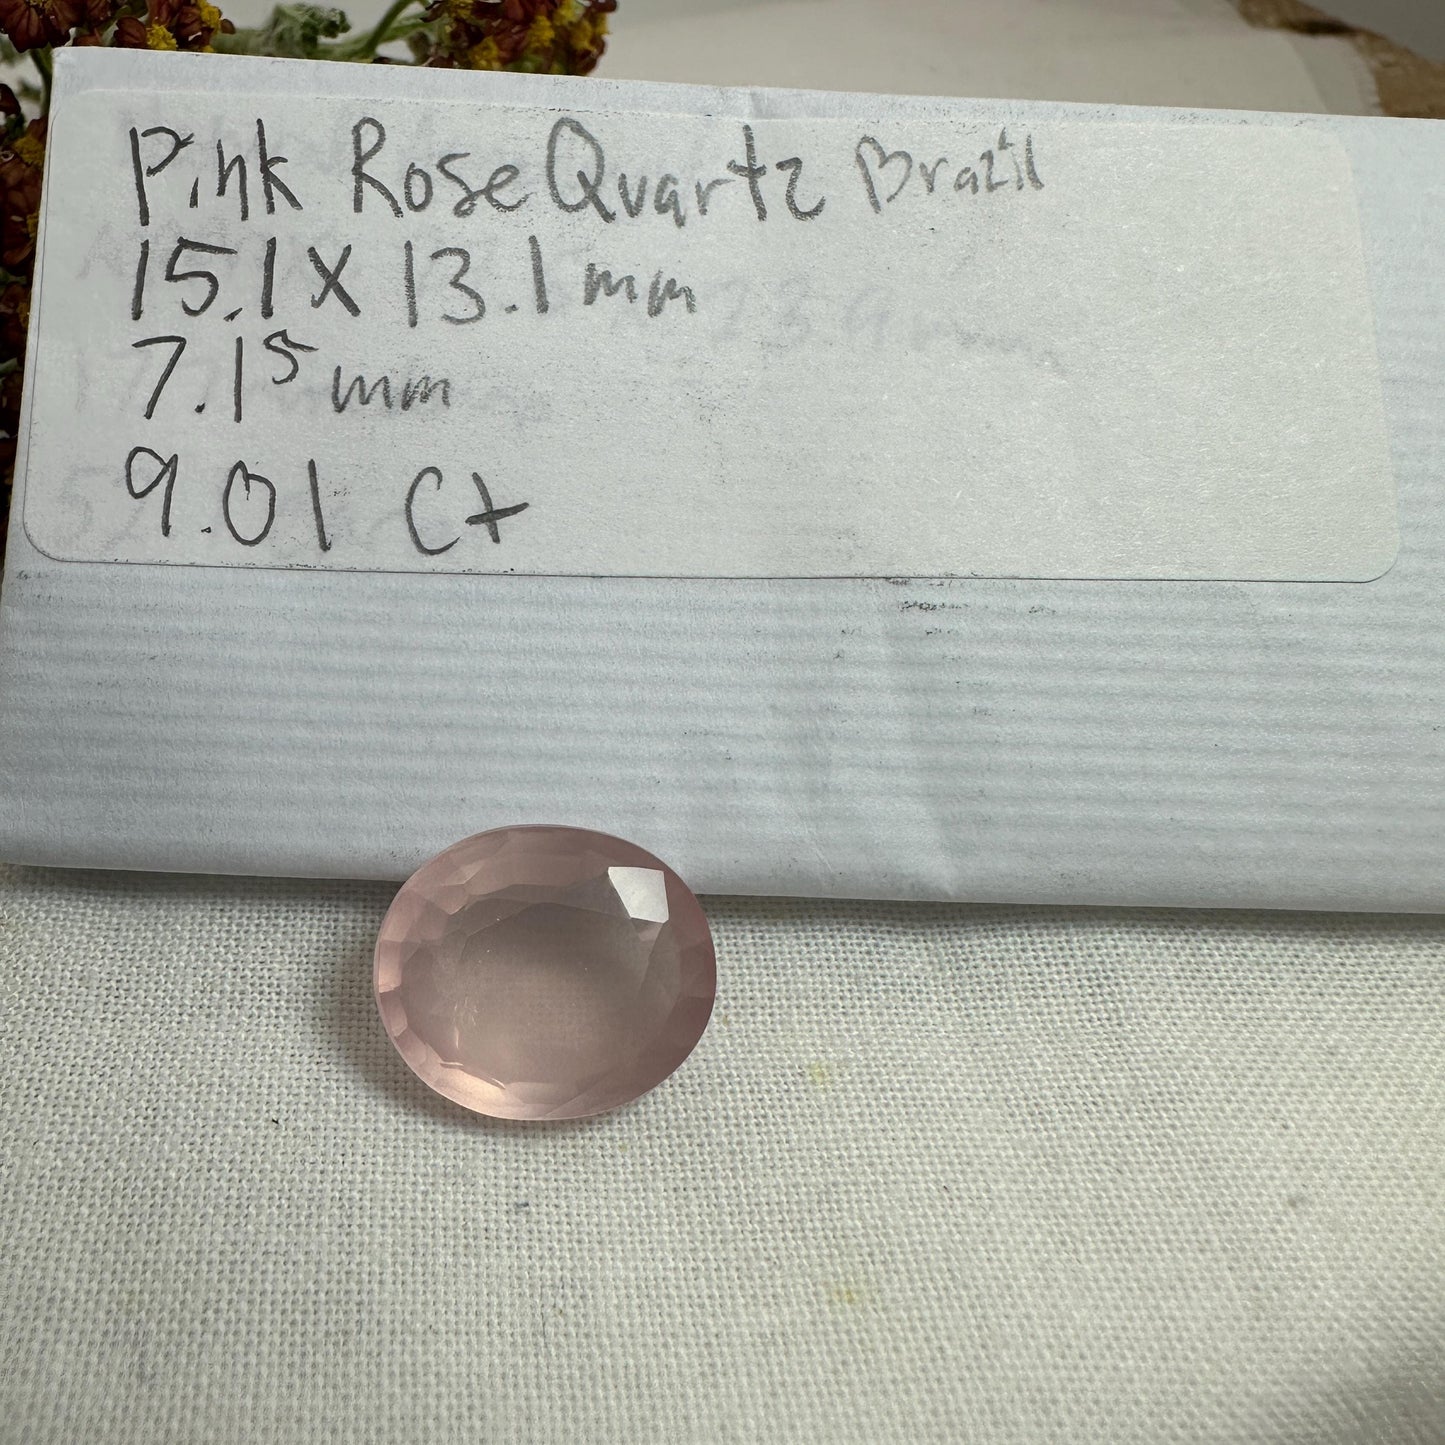 Pink Rose Quartz Brazil
15.1 x 13.1 mm
7.15 mm
9.01 ct